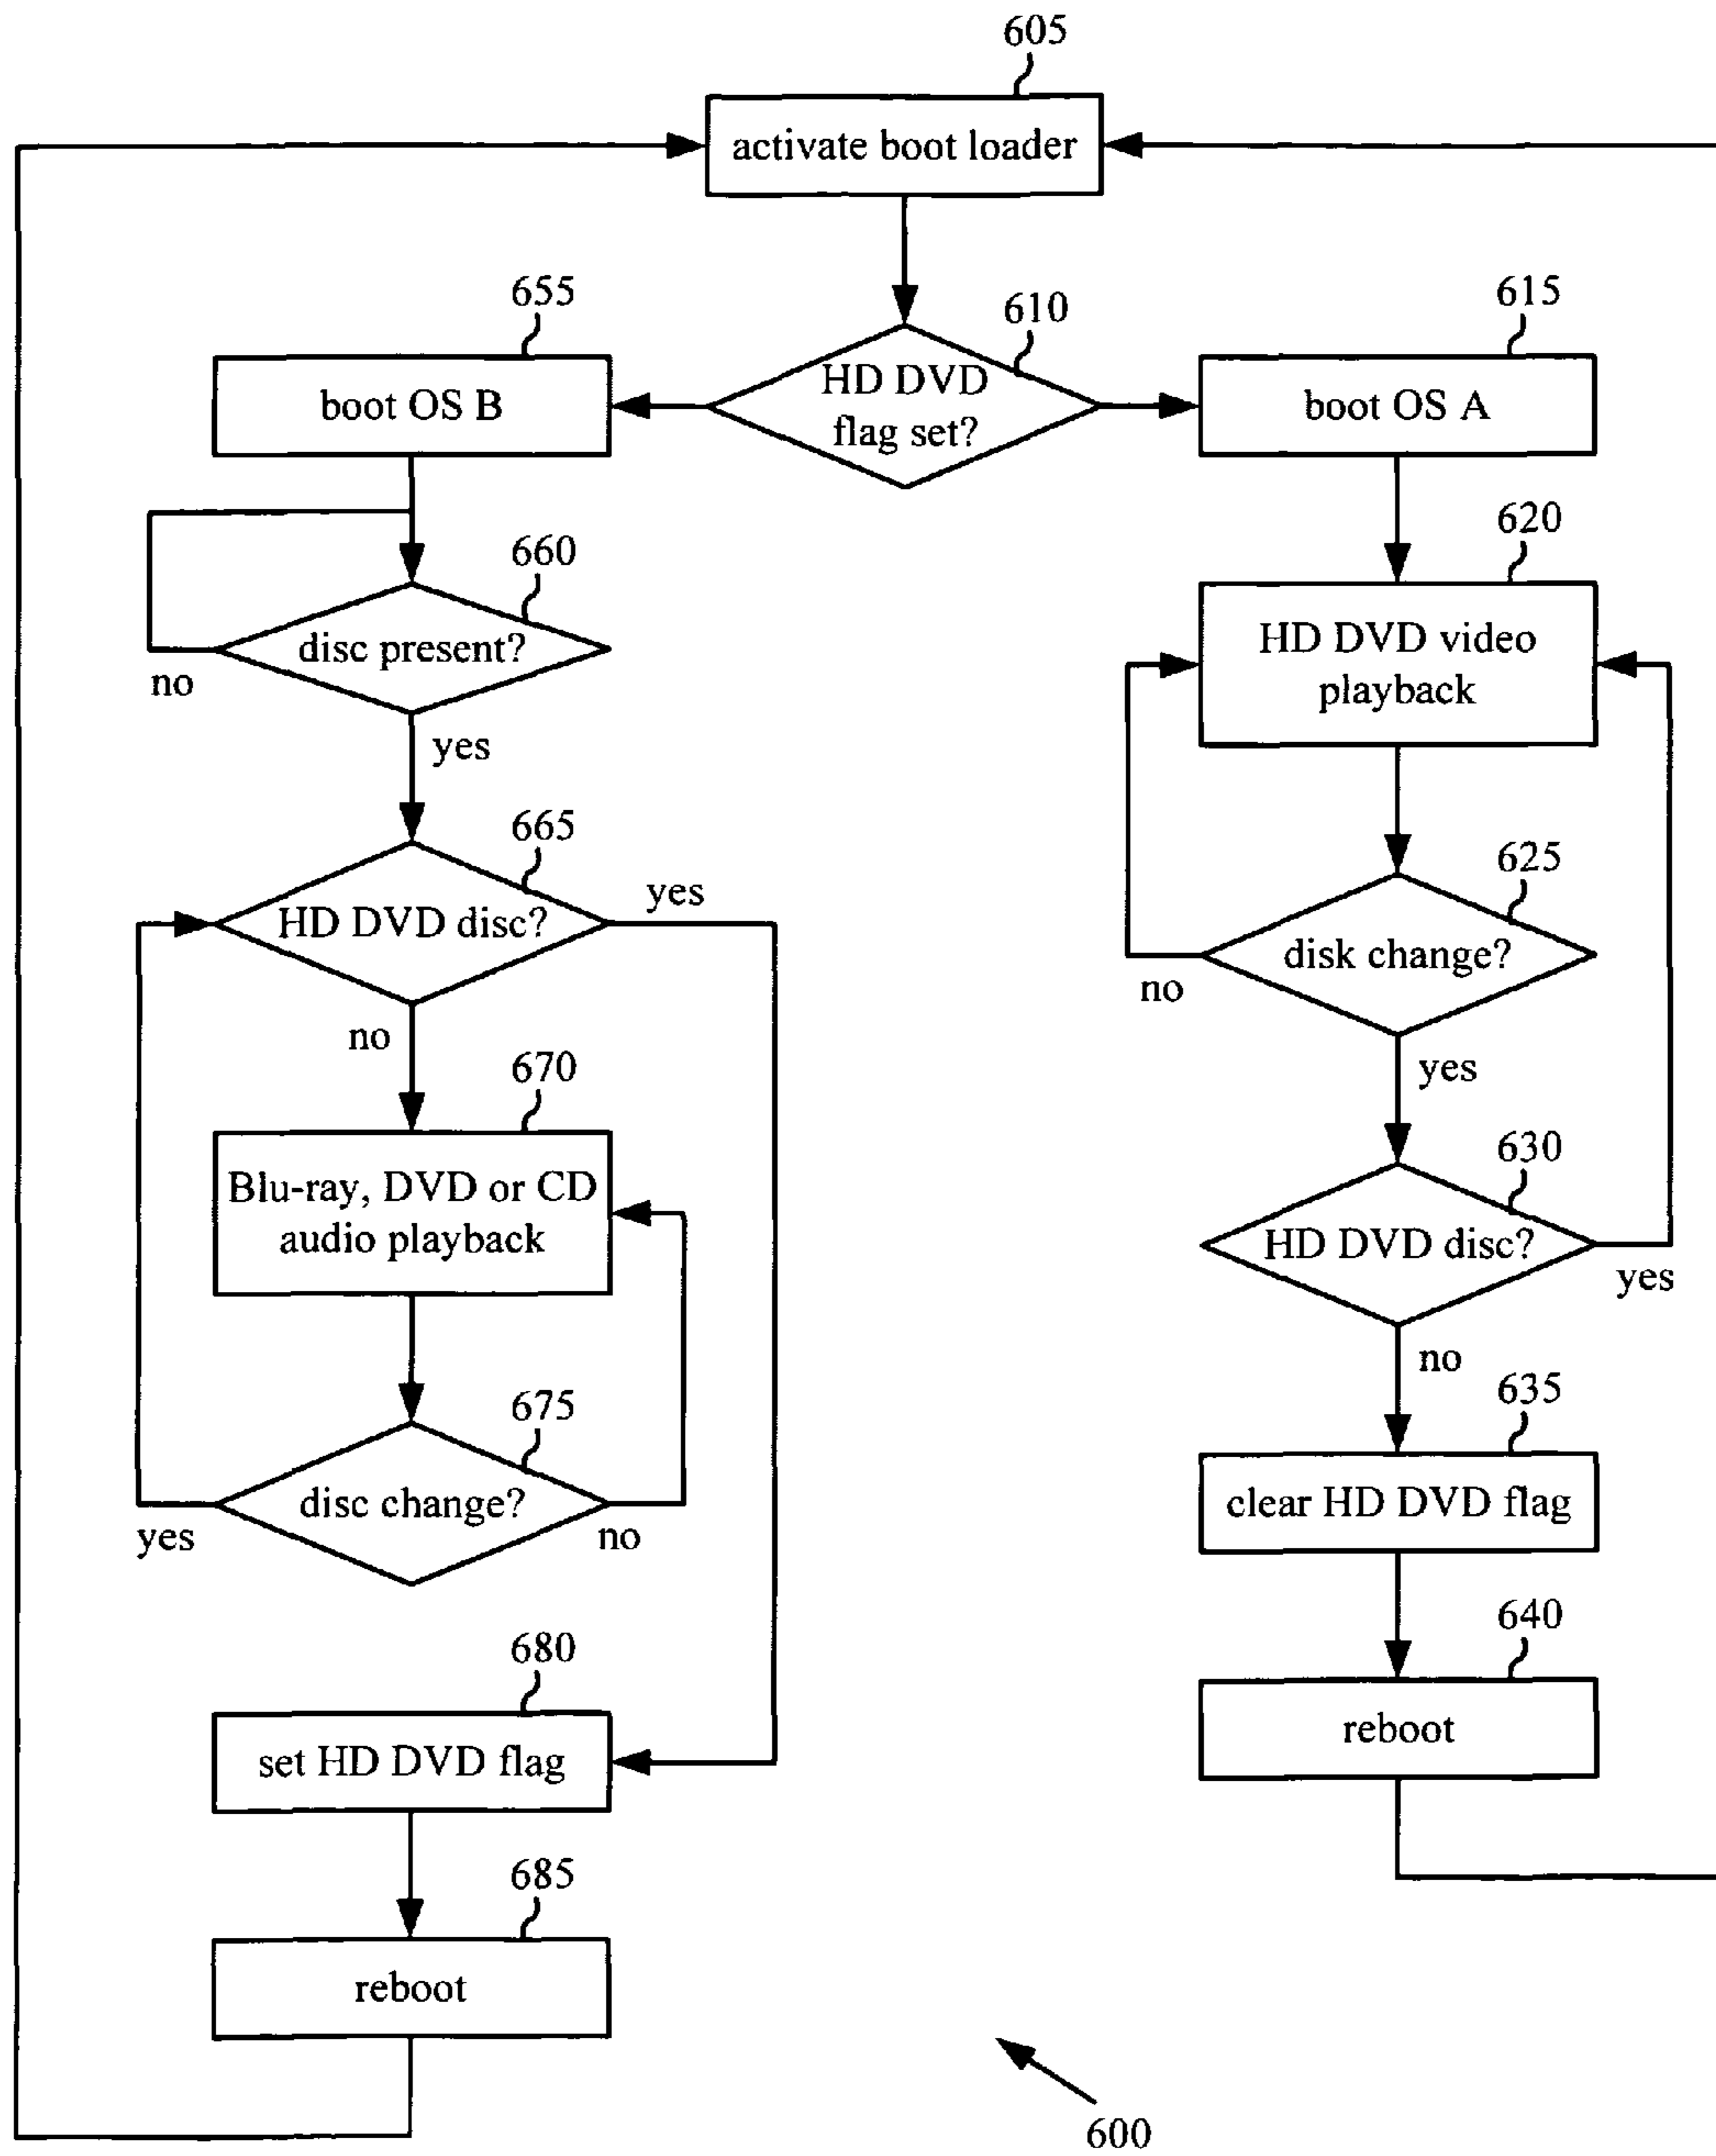 605
activate boot loader
610
HD DVD
flag set?
655
boot OS B
660
disc present?
no
yes
665
HD DVD disc?
yes
no
670
Blu-ray, DVD or CD
audio playback
675
disc change?
yes
no
680
set HD DVD flag
685
reboot
615
boot OS A
620
HD DVD video
playback
625
disk change?
no
yes
630
HD DVD disc?
yes
no
635
clear HD DVD flag
640
reboot
600